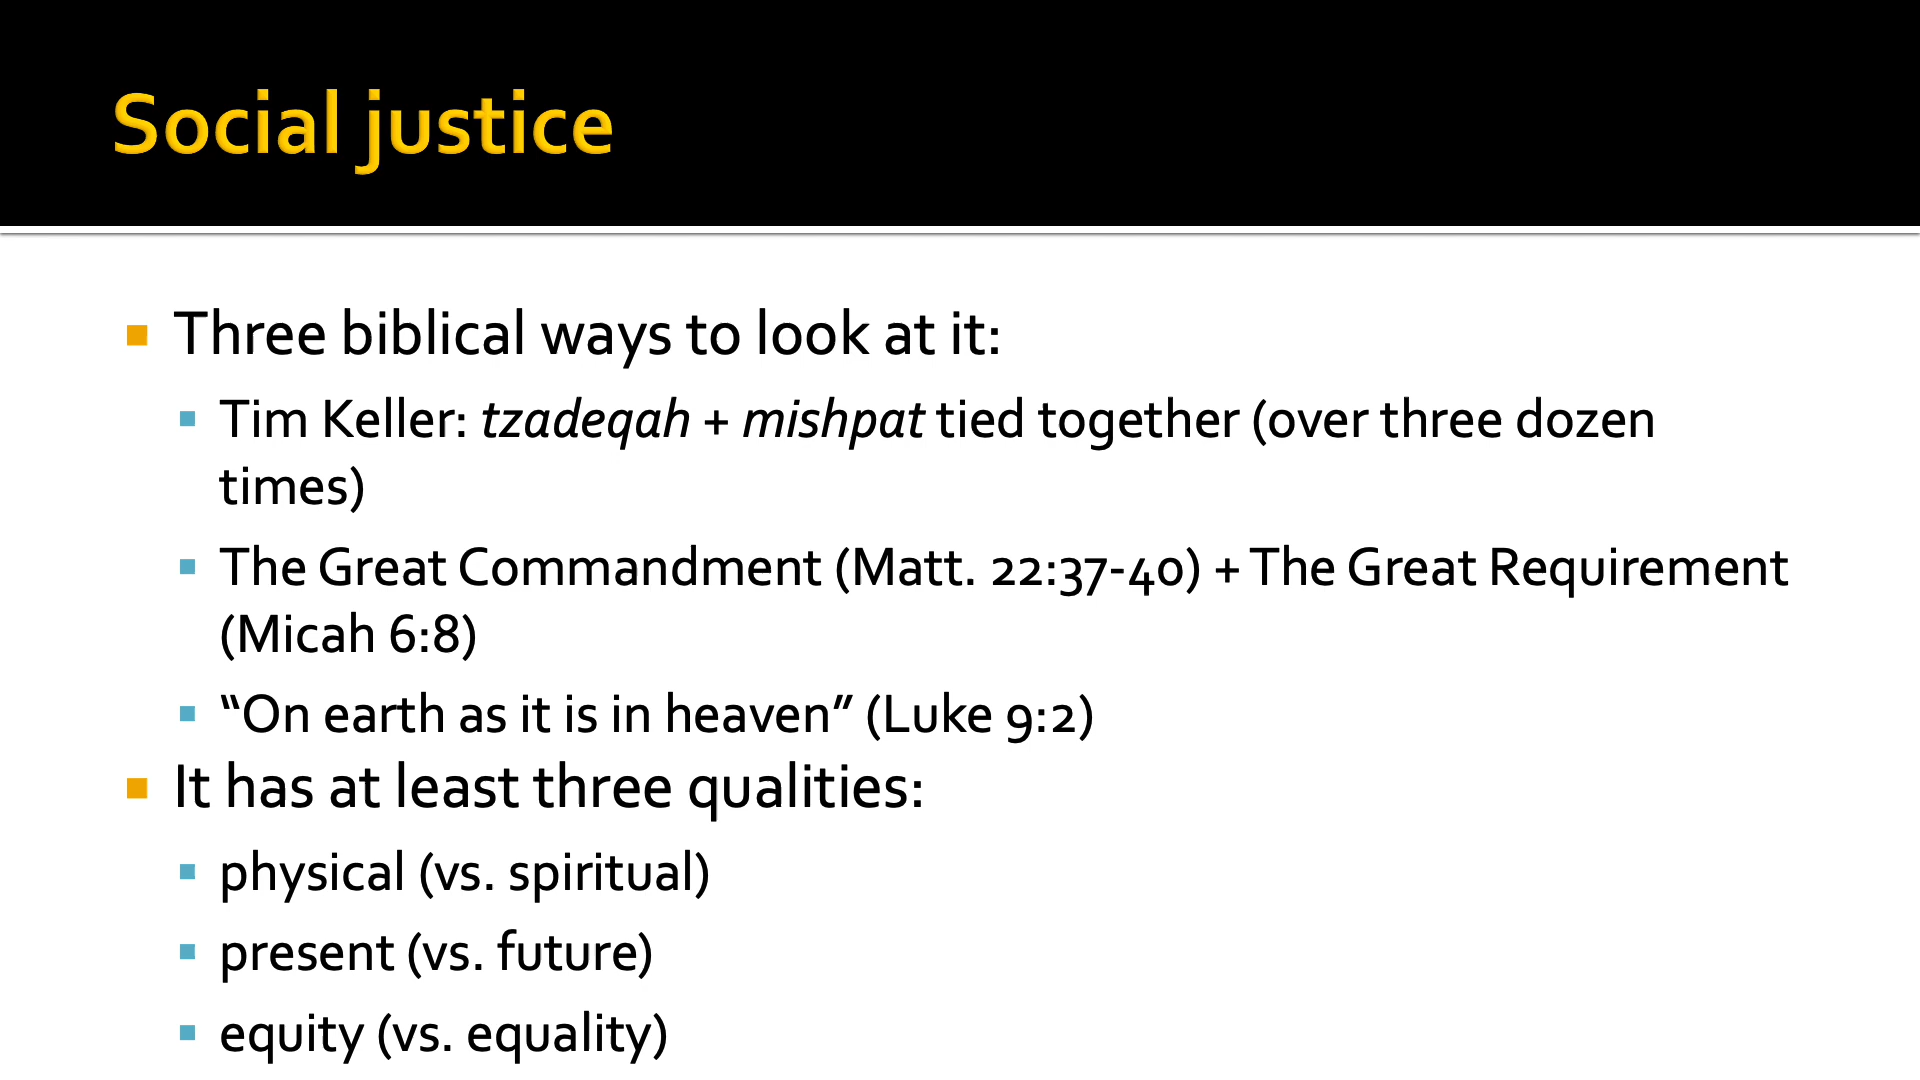 Social justice
Three biblical ways to look at it:
Tim Keller: tzadeqah + mishpat tied together (over three dozen
times)
The Great Commandment (Matt. 22:37-40) + The Great Requirement
(Micah 6:8)
“On earth as it is in heaven” (Luke 9:2)
It has at least three qualities:
physical (vs. spiritual)
present (vs. future)
equity (vs. equality)